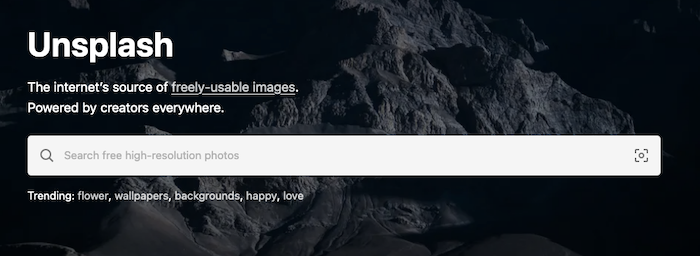 Unsplash
The internet’s source of freely-usable images.
Powered by creators everywhere.
Search free high-resolution photos
Trending: flower, wallpapers, backgrounds, happy, love